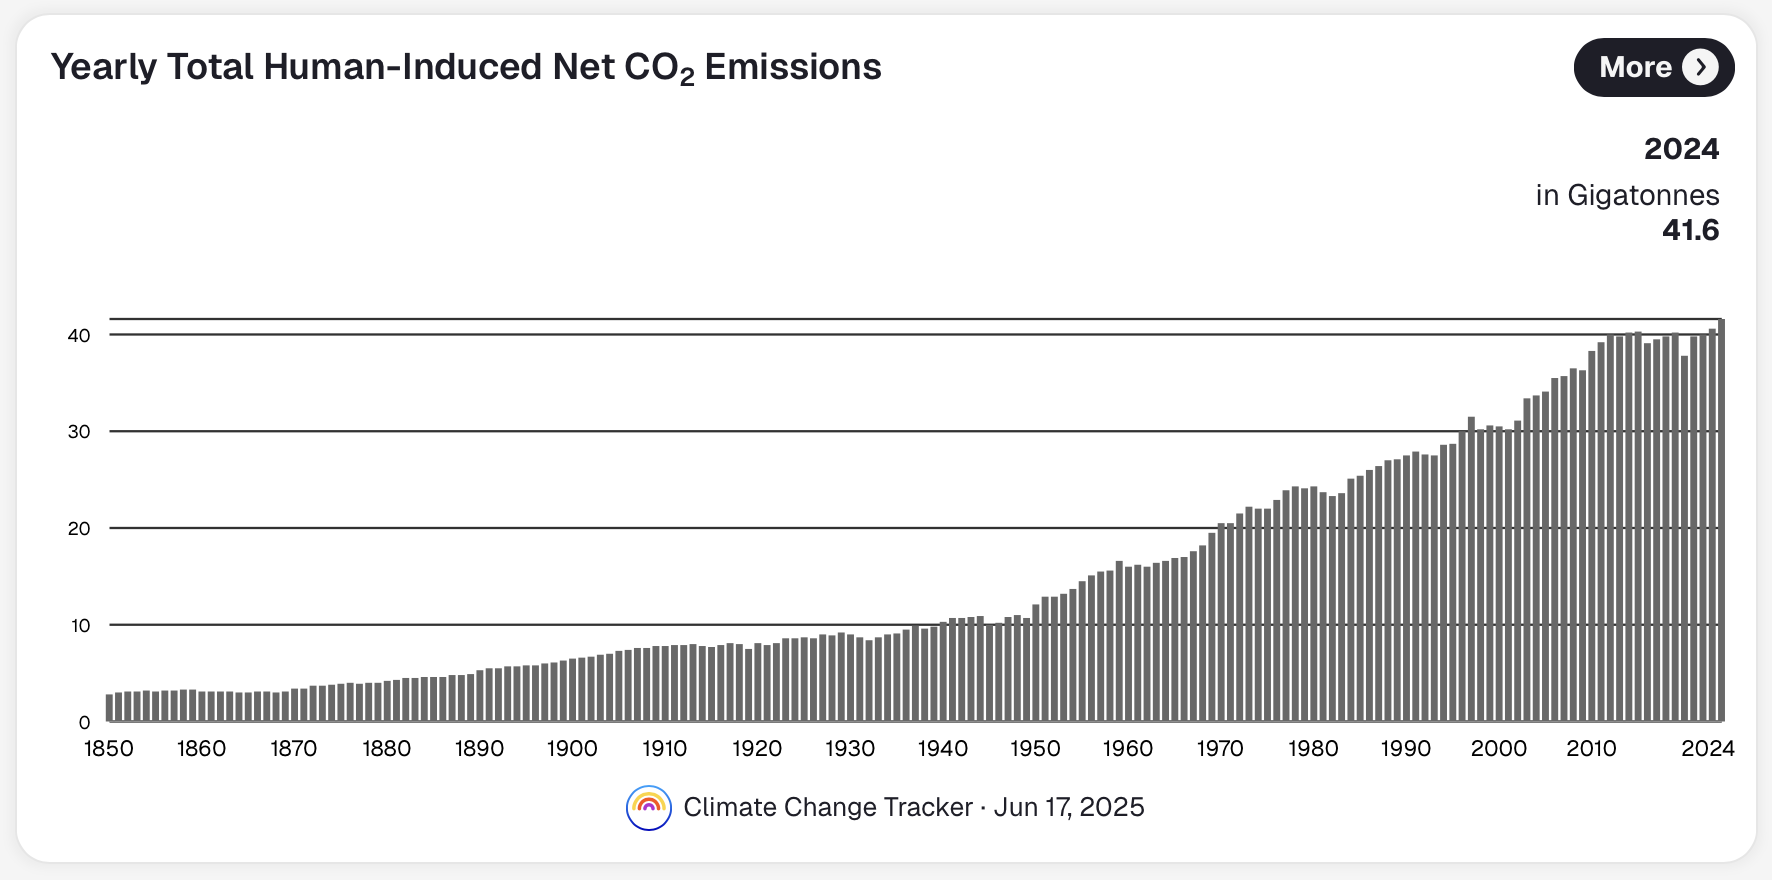 Yearly Total Human-Induced Net CO₂ Emissions
More
2024
in Gigatonnes
41.6
40
30
20
10
0
1850 1860 1870 1880 1890 1900 1910 1920 1930 1940 1950 1960 1970 1980 1990 2000 2010 2024
Climate Change Tracker · Jun 17, 2025